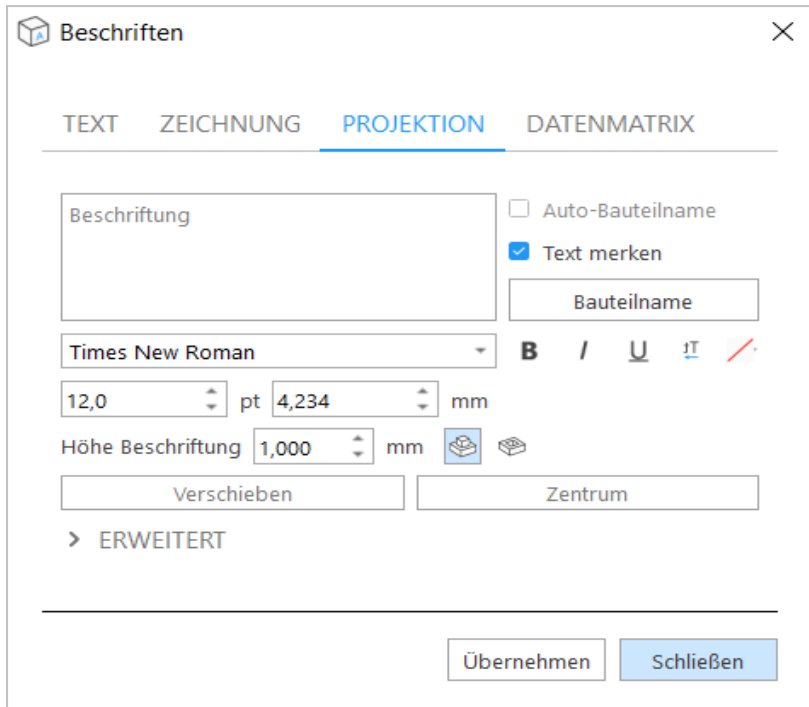 Beschriften
TEXT ZEICHNUNG PROJEKTION DATENMATRIX
Beschriftung
Auto-Bauteilname
Text merken
Bauteilname
Times New Roman B I U ıT
12,0 pt 4,234 mm
Höhe Beschriftung 1,000 mm
Verschieben Zentrum
ERWEITERT
Übernehmen Schließen